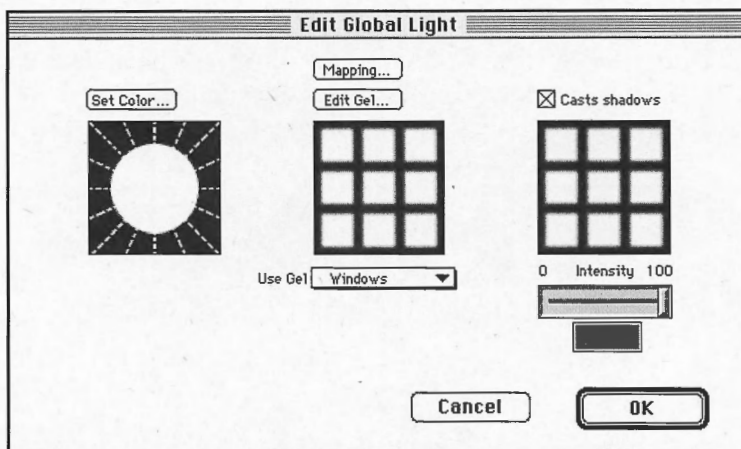 Edit Global Light
Mapping...
Set Color...
Edit Gel...
Casts shadows
Use Gel: Windows
0 Intensity 100
Cancel
OK